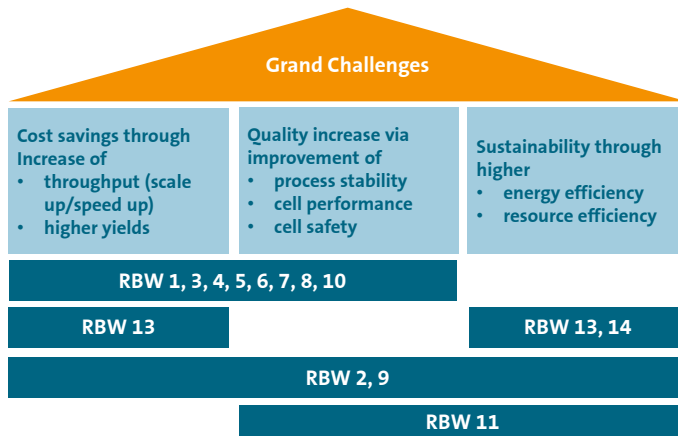 Grand Challenges
Cost savings through
Increase of
• throughput (scale
up/speed up)
• higher yields
Quality increase via
improvement of
• process stability
• cell performance
• cell safety
Sustainability through
higher
• energy efficiency
• resource efficiency
RBW 1, 3, 4, 5, 6, 7, 8, 10
RBW 13
RBW 13, 14
RBW 2, 9
RBW 11